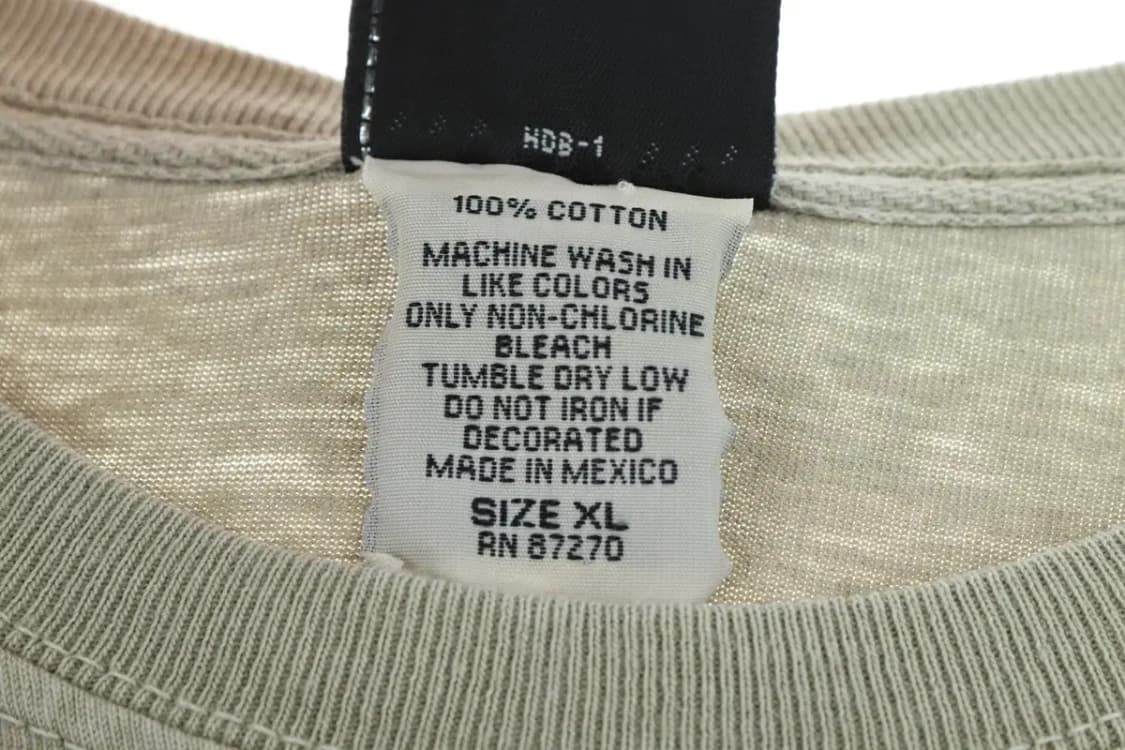 HDB-1
100% COTTON
MACHINE WASH IN
LIKE COLORS
ONLY NON-CHLORINE
BLEACH
TUMBLE DRY LOW
DO NOT IRON IF
DECORATED
MADE IN MEXICO
SIZE XL
RN 87270